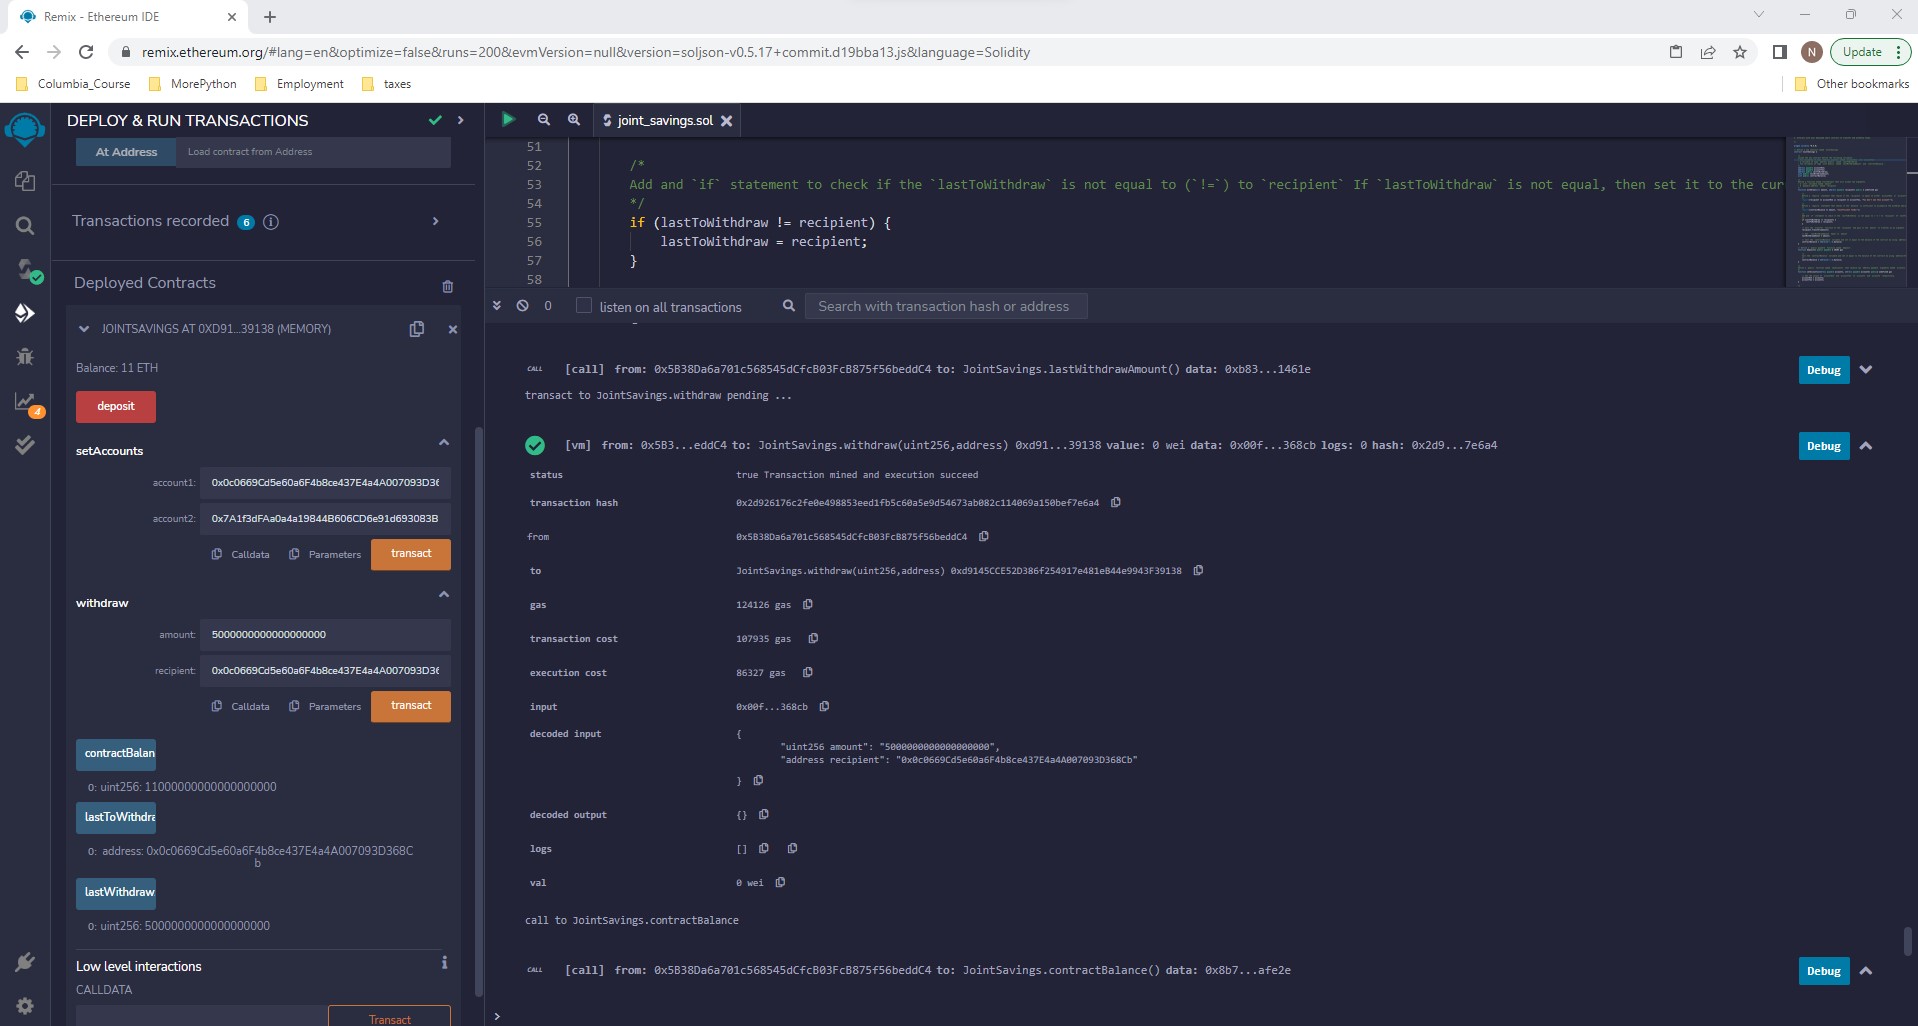 Remix - Ethereum IDE
remix.ethereum.org/#lang=en&optimize=false&runs=200&evmVersion=null&version=soljson-v0.5.17+commit.d19bba13.js&language=Solidity
N
Update
Columbia_Course
MorePython
Employment
taxes
Other bookmarks
DEPLOY & RUN TRANSACTIONS
At Address
Load contract from Address
Transactions recorded 6 i
Deployed Contracts
JOINTSAVINGS AT 0XD91...39138 (MEMORY)
Balance: 11 ETH
deposit
setAccounts
account1: 0x0c0669Cd5e60a6F4b8ce437E4a4A007093D36
account2: 0x7A1f3dFAa0a4a19844B606CD6e91d693083B
Calldata
Parameters
transact
withdraw
amount: 5000000000000000000
recipient: 0x0c0669Cd5e60a6F4b8ce437E4a4A007093D36
Calldata
Parameters
transact
contractBalan
0: uint256: 11000000000000000000
lastToWithdra
0: address: 0x0c0669Cd5e60a6F4b8ce437E4a4A007093D368C
b
lastWithdraw
0: uint256: 5000000000000000000
Low level interactions
i
CALLDATA
Transact
4
joint_savings.sol
51
52 /*
53 Add and `if` statement to check if the `lastToWithdraw` is not equal to (`!=`) to `recipient` If `lastToWithdraw` is not equal, then set it to the cur
54 */
55 if (lastToWithdraw != recipient) {
56 lastToWithdraw = recipient;
57 }
58
0
listen on all transactions
Search with transaction hash or address
CALL [call] from: 0x5B38Da6a701c568545dCfcB03FcB875f56beddC4 to: JointSavings.lastWithdrawAmount() data: 0xb83...1461e
Debug
transact to JointSavings.withdraw pending ...
[vm] from: 0x5B3...eddC4 to: JointSavings.withdraw(uint256,address) 0xd91...39138 value: 0 wei data: 0x00f...368cb logs: 0 hash: 0x2d9...7e6a4
Debug
status true Transaction mined and execution succeed
transaction hash 0x2d926176c2fe0e498853eed1fb5c60a5e9d54673ab082c114069a150bef7e6a4
from 0x5B38Da6a701c568545dCfcB03FcB875f56beddC4
to JointSavings.withdraw(uint256,address) 0xd9145CCE52D386f254917e481eB44e9943F39138
gas 124126 gas
transaction cost 107935 gas
execution cost 86327 gas
input 0x00f...368cb
decoded input {
"uint256 amount": "5000000000000000000",
"address recipient": "0x0c0669Cd5e60a6F4b8ce437E4a4A007093D368Cb"
}
decoded output {}
logs []
val 0 wei
call to JointSavings.contractBalance
CALL [call] from: 0x5B38Da6a701c568545dCfcB03FcB875f56beddC4 to: JointSavings.contractBalance() data: 0x8b7...afe2e
Debug
>